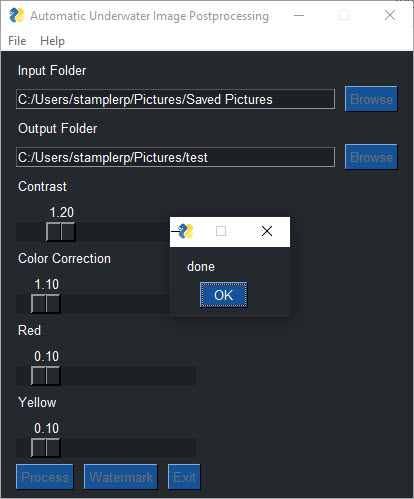 Automatic Underwater Image Postprocessing
File Help
Input Folder
C:/Users/stamplerp/Pictures/Saved Pictures Browse
Output Folder
C:/Users/stamplerp/Pictures/test Browse
Contrast
1.20
Color Correction
1.10
done
OK
Red
0.10
Yellow
0.10
Process Watermark Exit